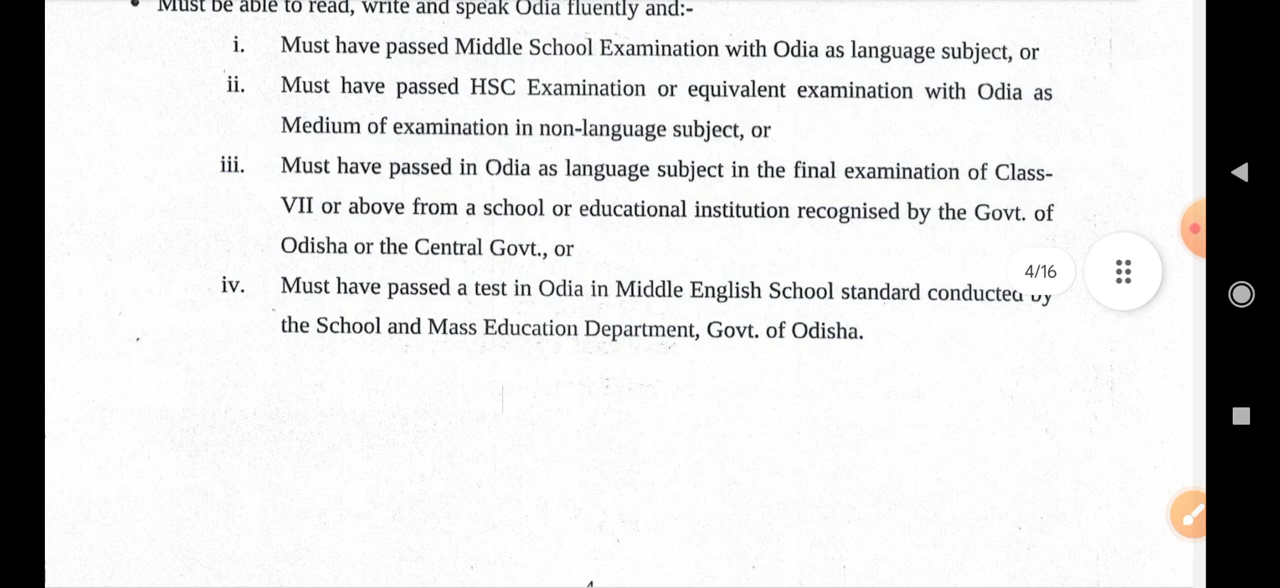 • Must be able to read, write and speak Odia fluently and:-
i. Must have passed Middle School Examination with Odia as language subject, or
ii. Must have passed HSC Examination or equivalent examination with Odia as
Medium of examination in non-language subject, or
iii. Must have passed in Odia as language subject in the final examination of Class-
VII or above from a school or educational institution recognised by the Govt. of
Odisha or the Central Govt., or
4/16
iv. Must have passed a test in Odia in Middle English School standard conducted by
the School and Mass Education Department, Govt. of Odisha.